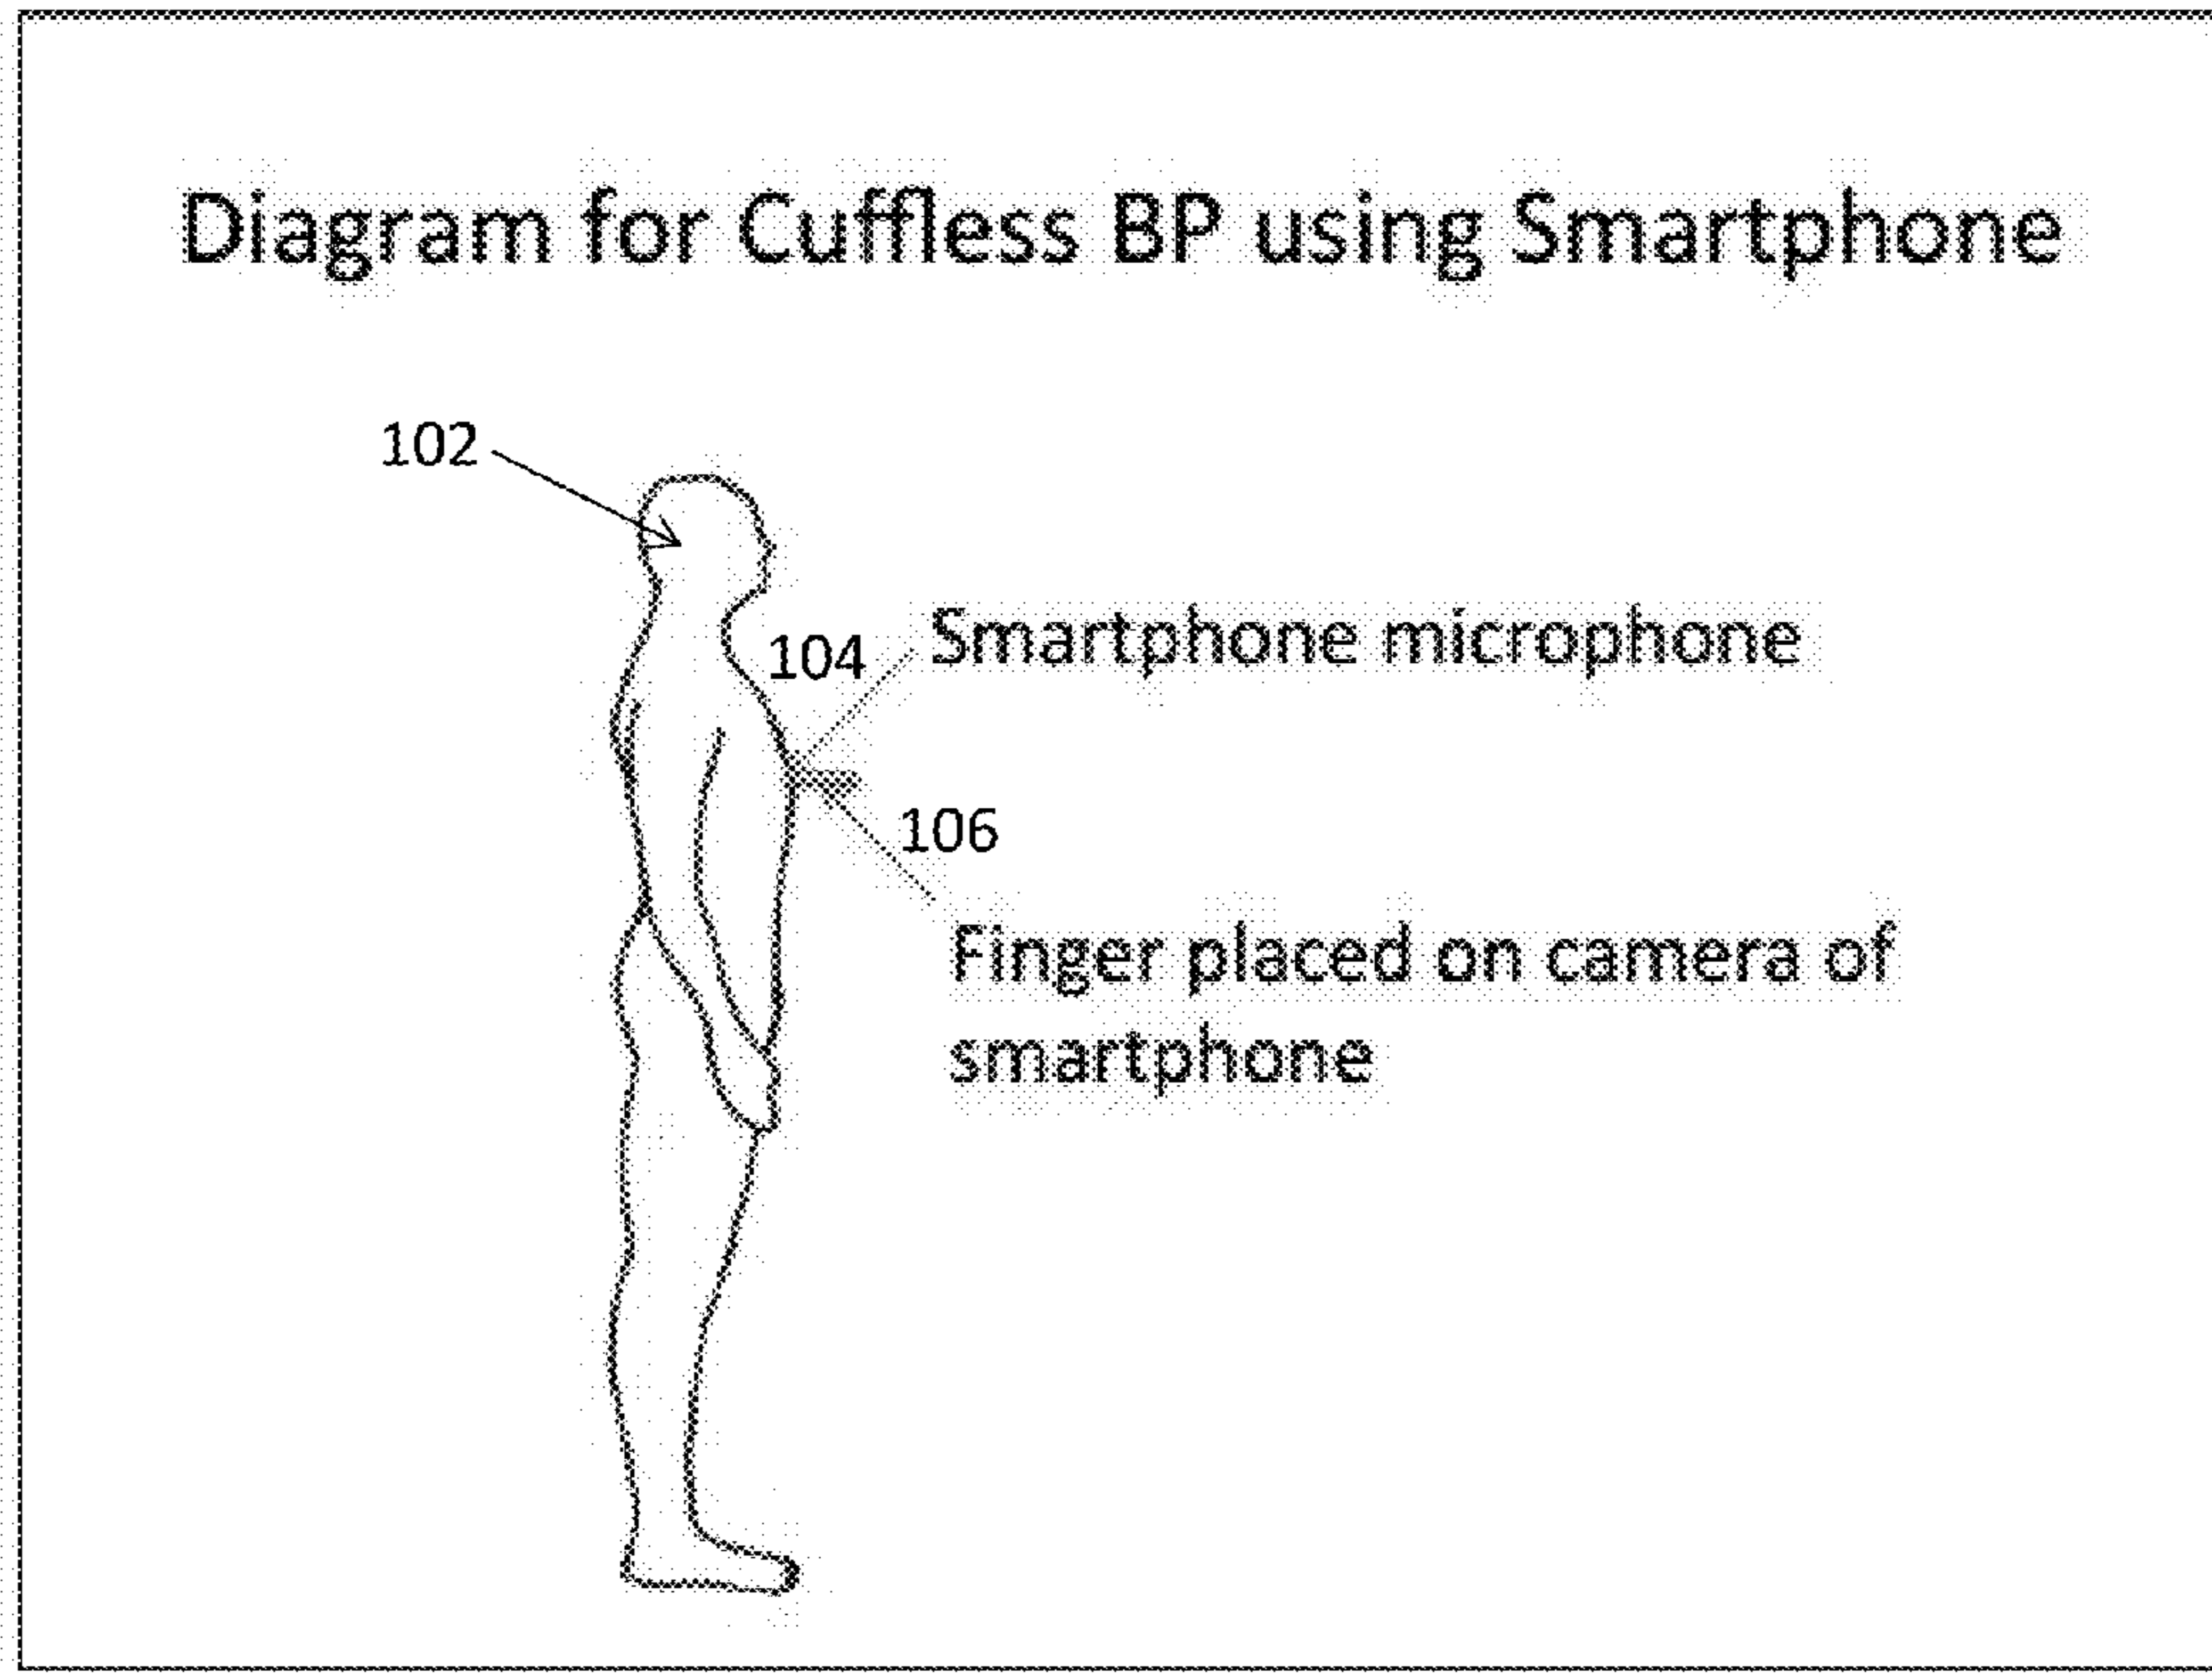 Diagram for Cuffless BP using Smartphone
102
104
Smartphone microphone
106
Finger placed on camera of
smartphone